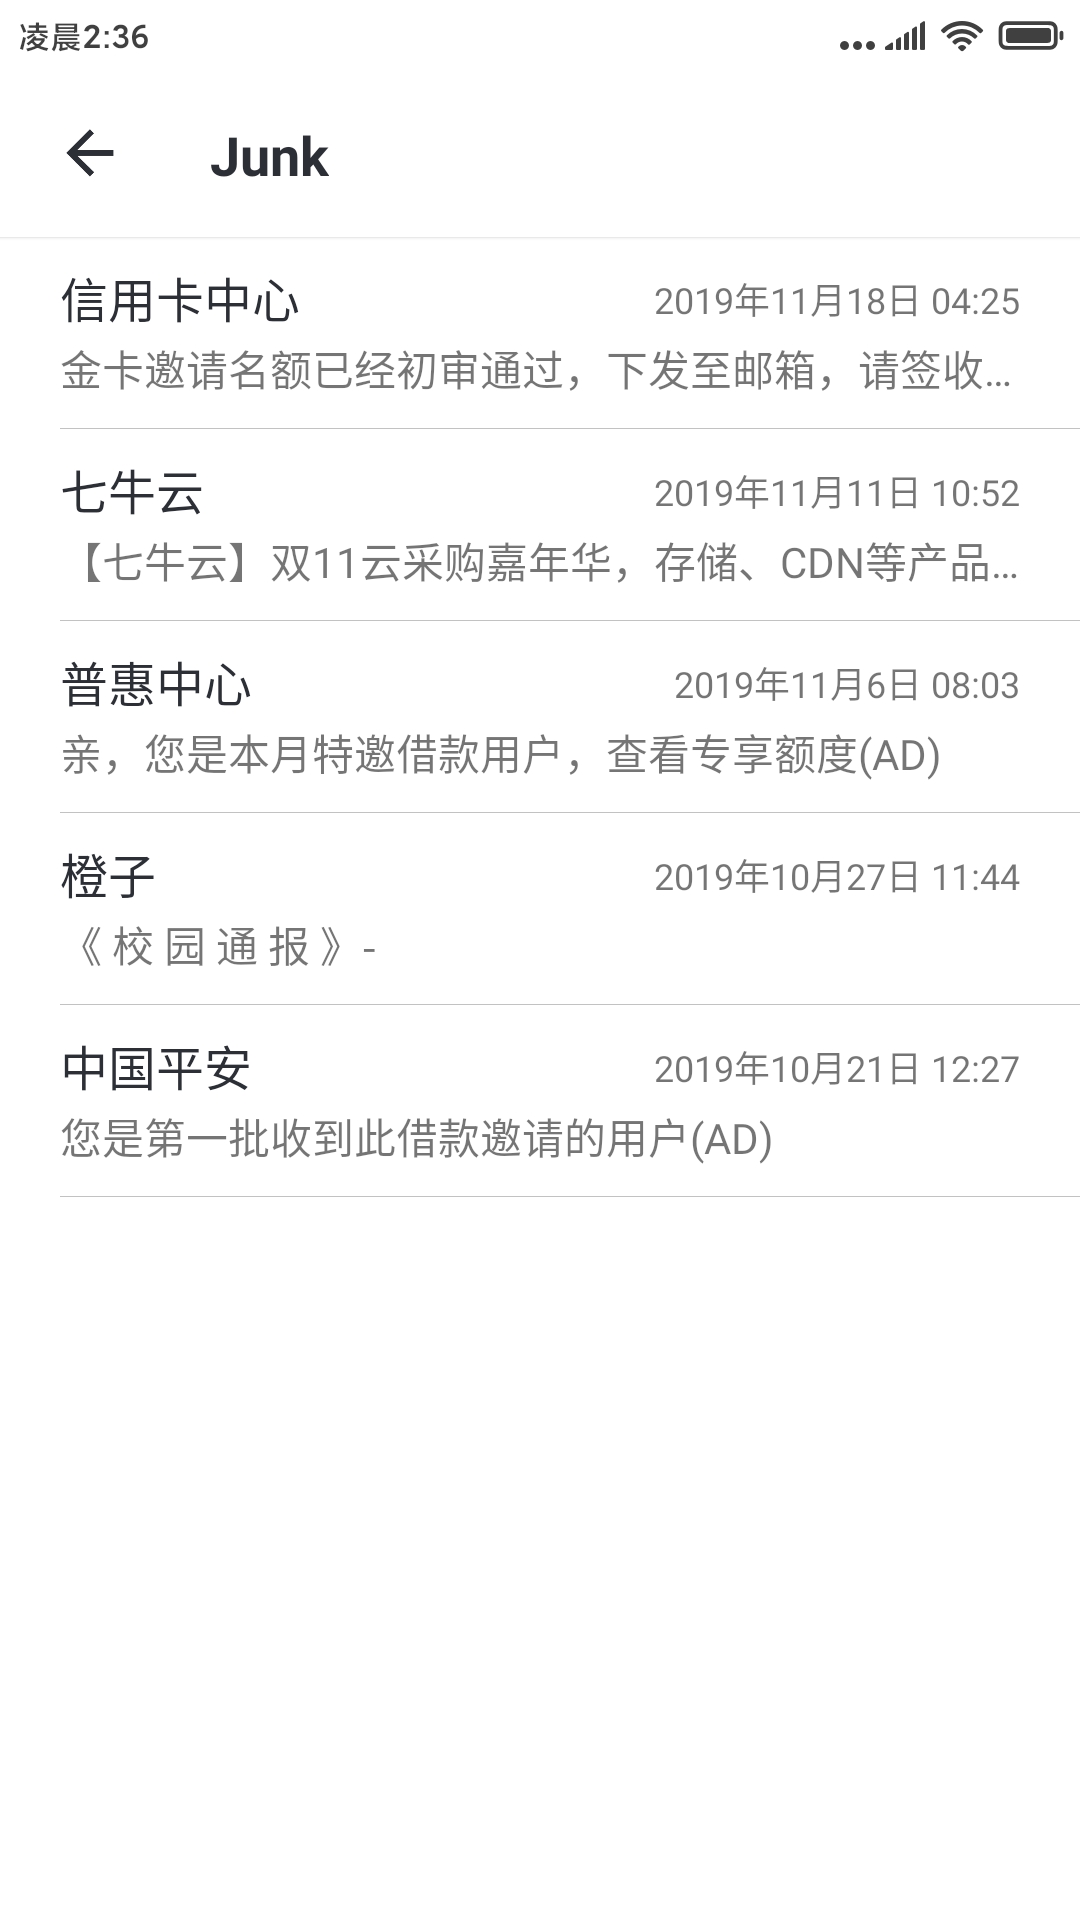 凌晨2:36
Junk
信用卡中心 2019年11月18日 04:25
金卡邀请名额已经初审通过，下发至邮箱，请签收...
七牛云 2019年11月11日 10:52
【七牛云】双11云采购嘉年华，存储、CDN等产品...
普惠中心 2019年11月6日 08:03
亲，您是本月特邀借款用户，查看专享额度(AD)
橙子 2019年10月27日 11:44
《 校 园 通 报 》-
中国平安 2019年10月21日 12:27
您是第一批收到此借款邀请的用户(AD)